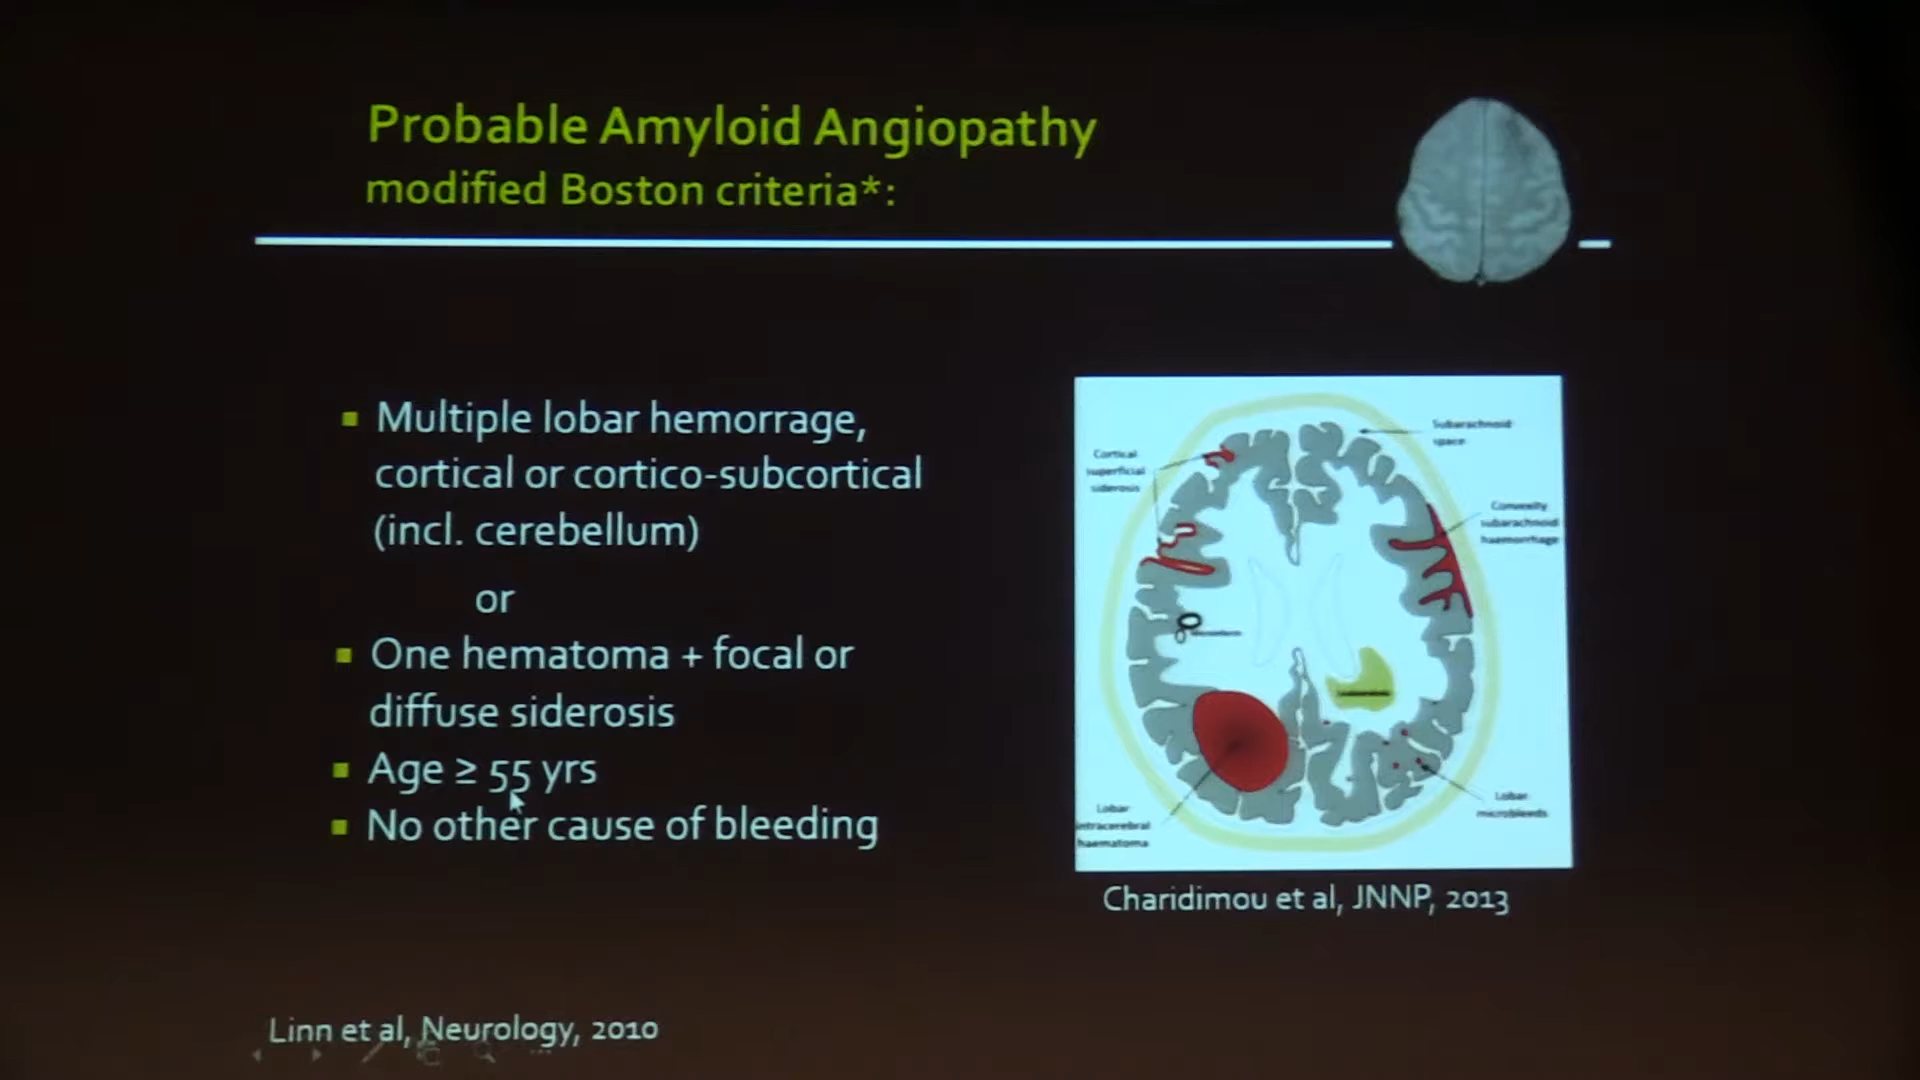 Probable Amyloid Angiopathy
modified Boston criteria*:
Multiple lobar hemorrage,
cortical or cortico-subcortical
(incl. cerebellum)
or
One hematoma + focal or
diffuse siderosis
Age ≥ 55 yrs
No other cause of bleeding
Cortical
superficial
siderosis
Subarachnoid
space
Convexity
subarachnoid
haemorrhage
Lobar
intracerebral
haematoma
Lobar
microbleeds
Charidimou et al, JNNP, 2013
Linn et al, Neurology, 2010